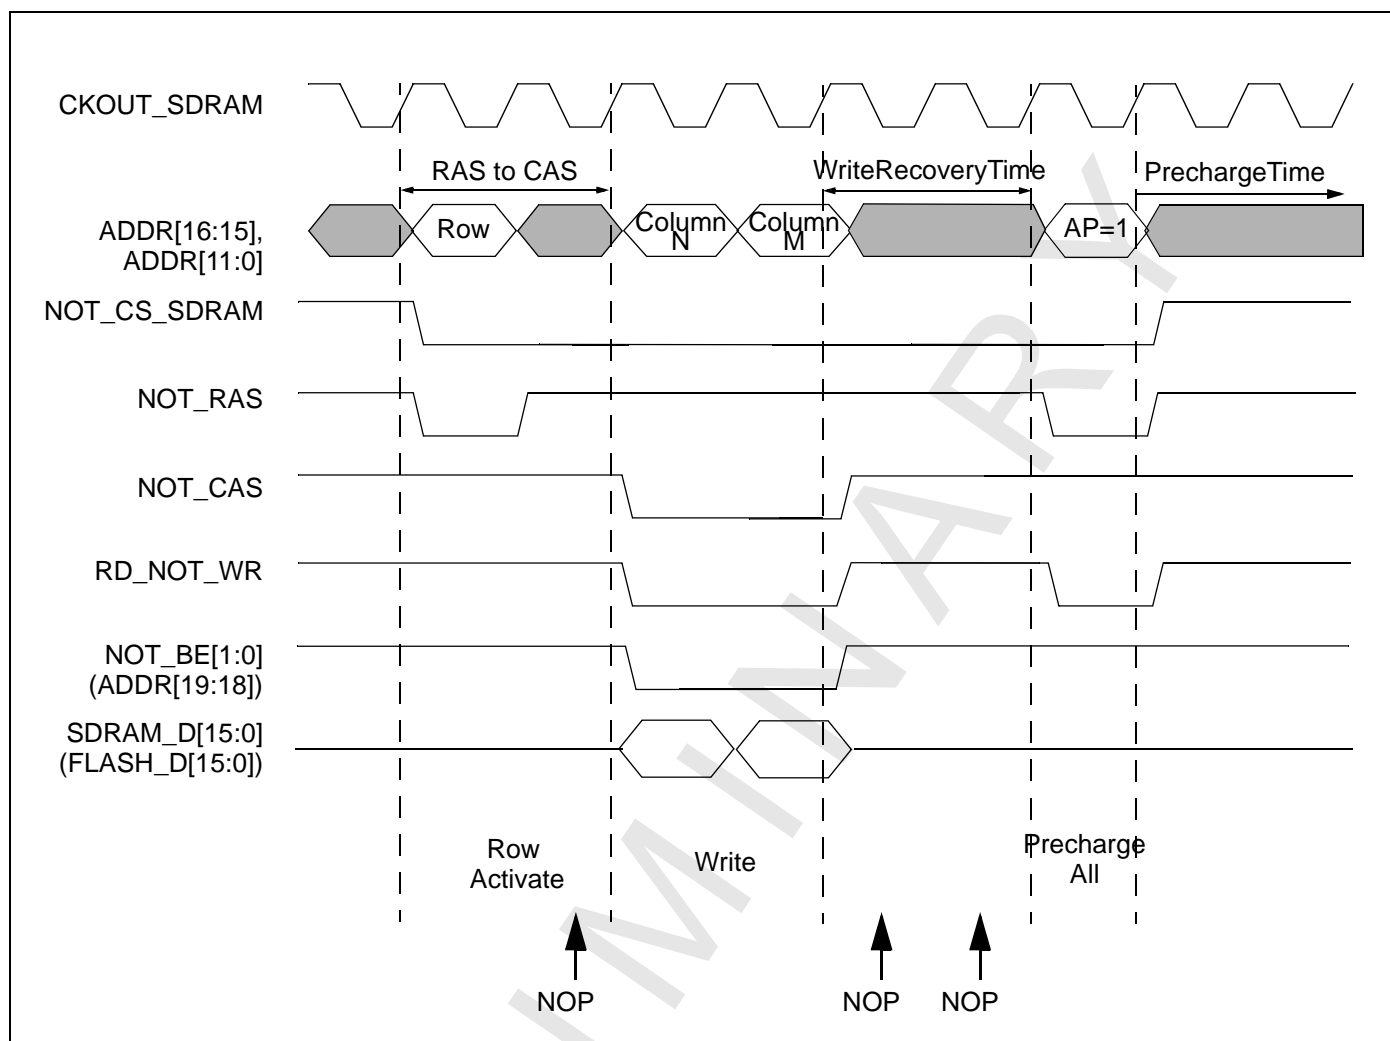 CKOUT_SDRAM
RAS to CAS
WriteRecoveryTime
PrechargeTime
ADDR[16:15],
ADDR[11:0]
Row
Column
N
Column
M
AP=1
NOT_CS_SDRAM
NOT_RAS
NOT_CAS
RD_NOT_WR
NOT_BE[1:0]
(ADDR[19:18])
SDRAM_D[15:0]
(FLASH_D[15:0])
Row
Activate
Write
Precharge
All
NOP
NOP
NOP
IMINARY